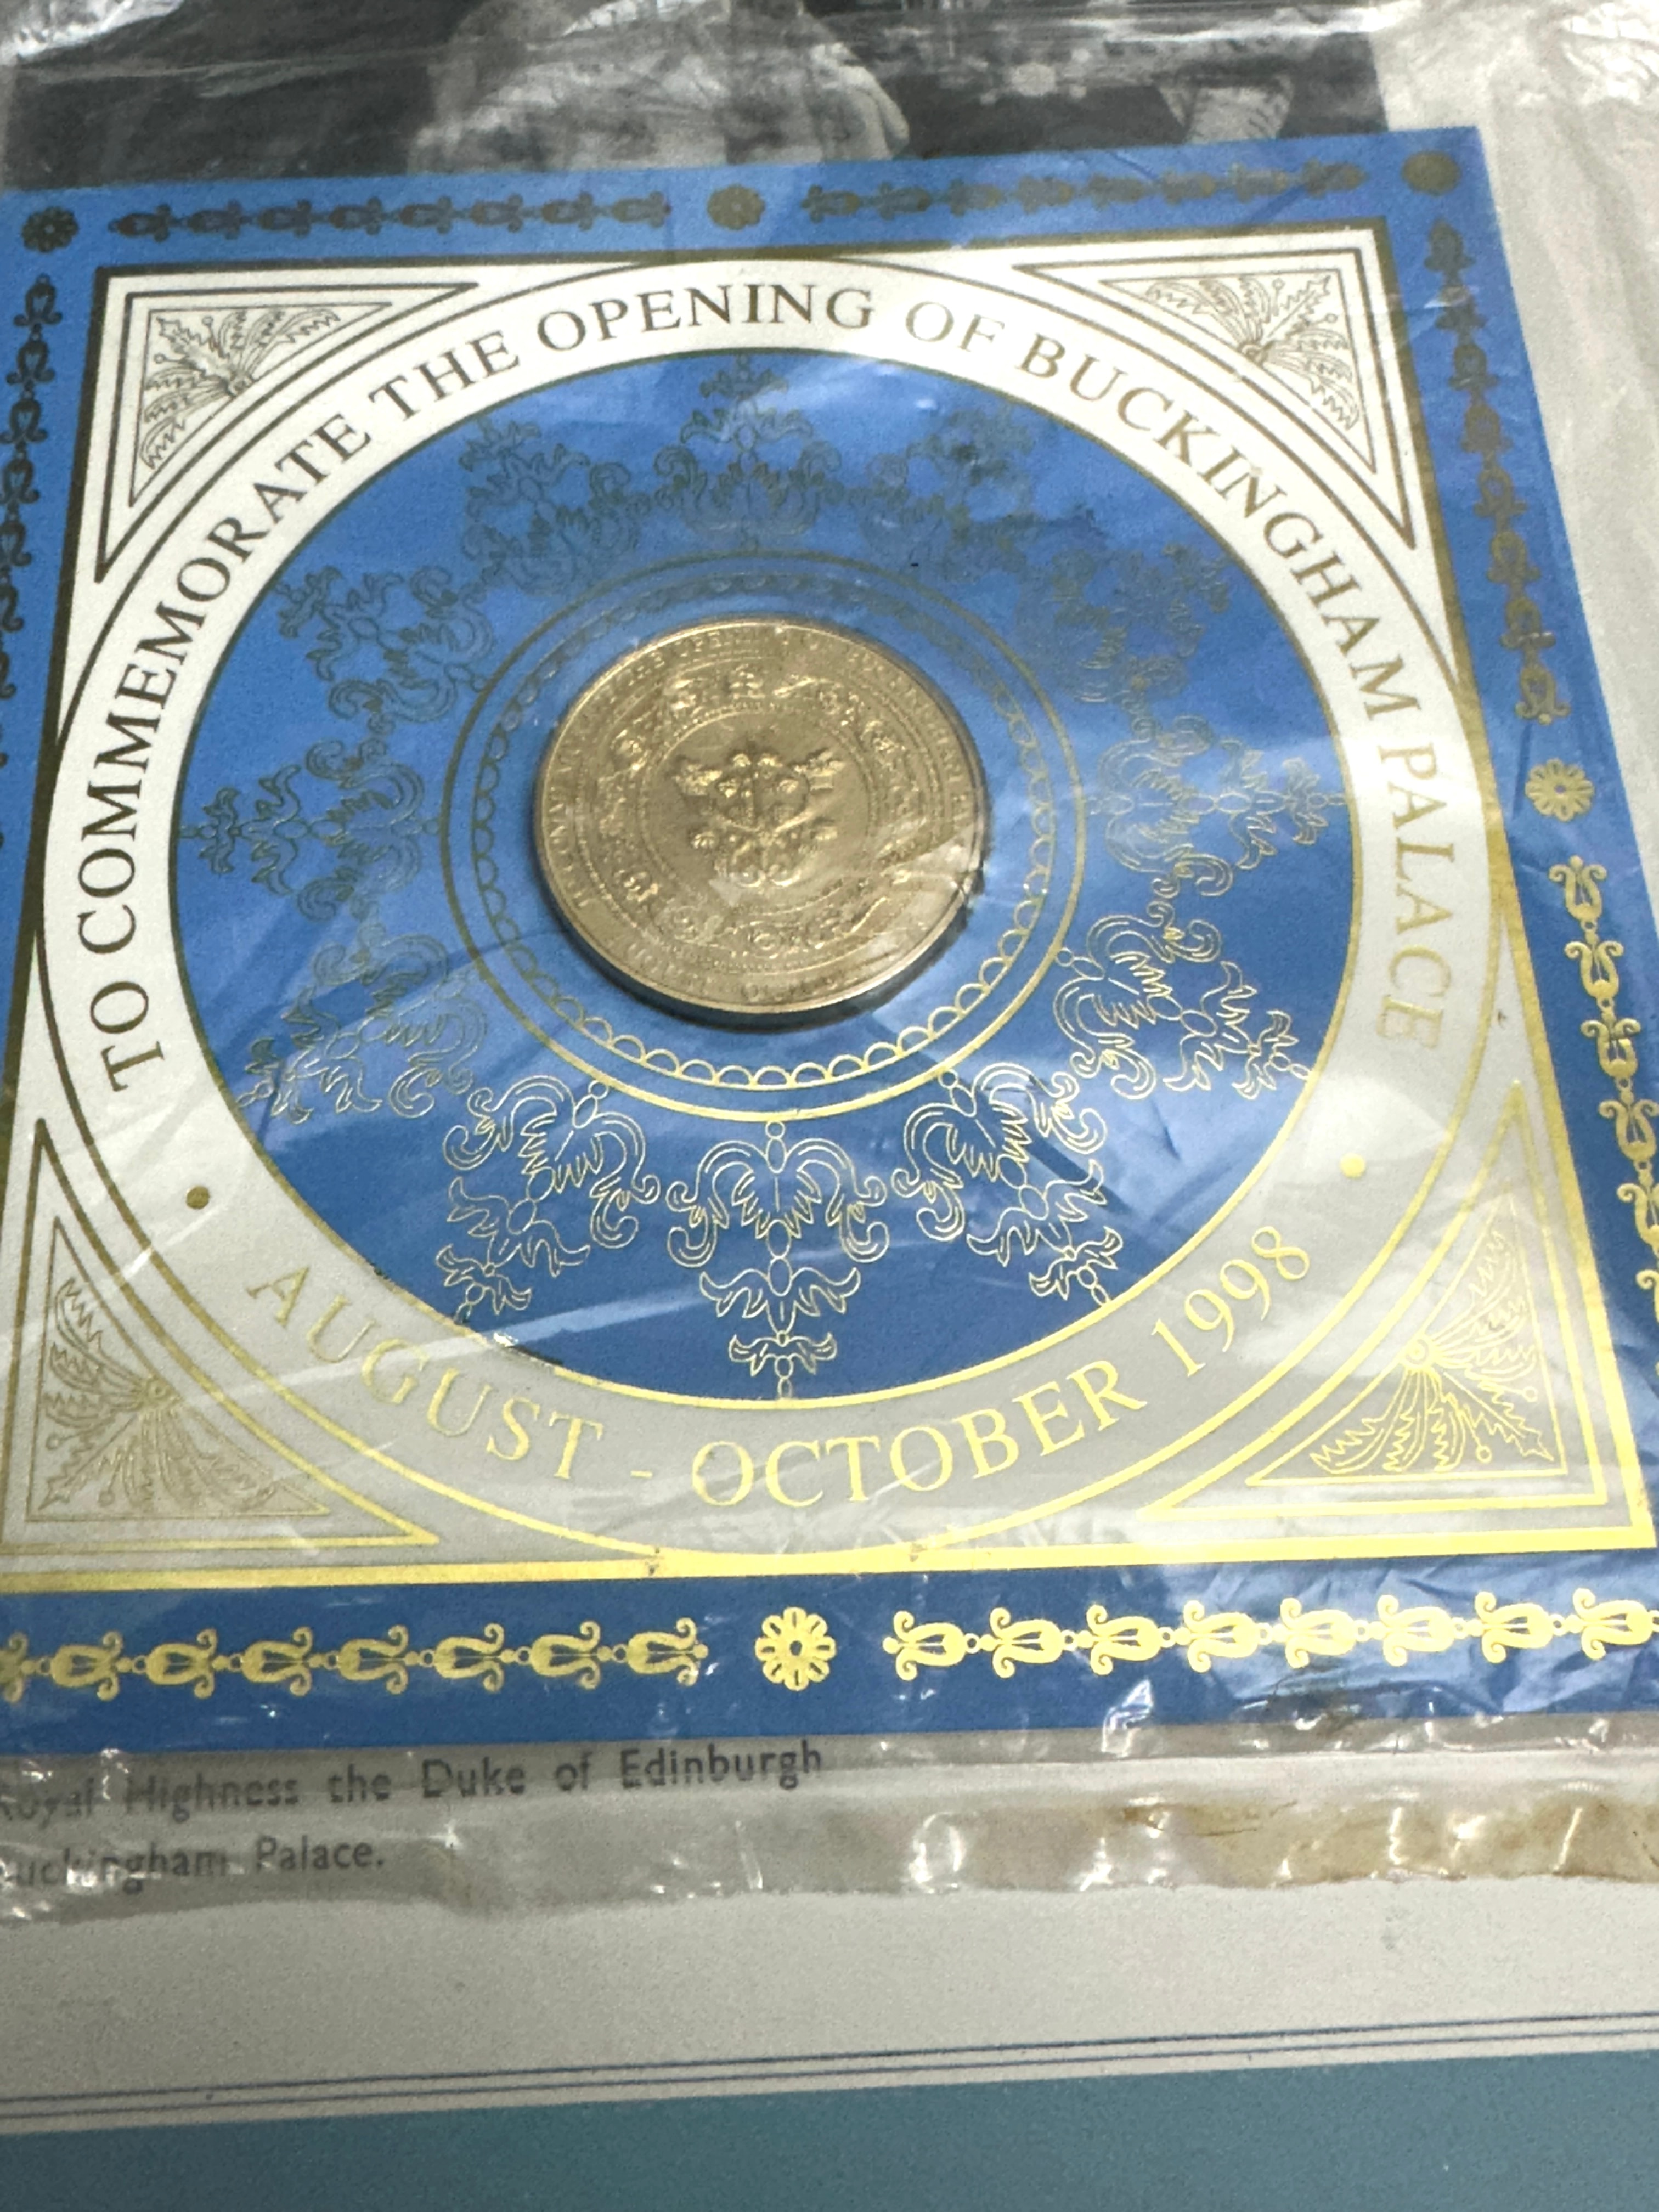 TO COMMEMORATE THE OPENING OF BUCKINGHAM PALACE
AUGUST - OCTOBER 1998
Royal Highness the Duke of Edinburgh
Buckingham Palace.